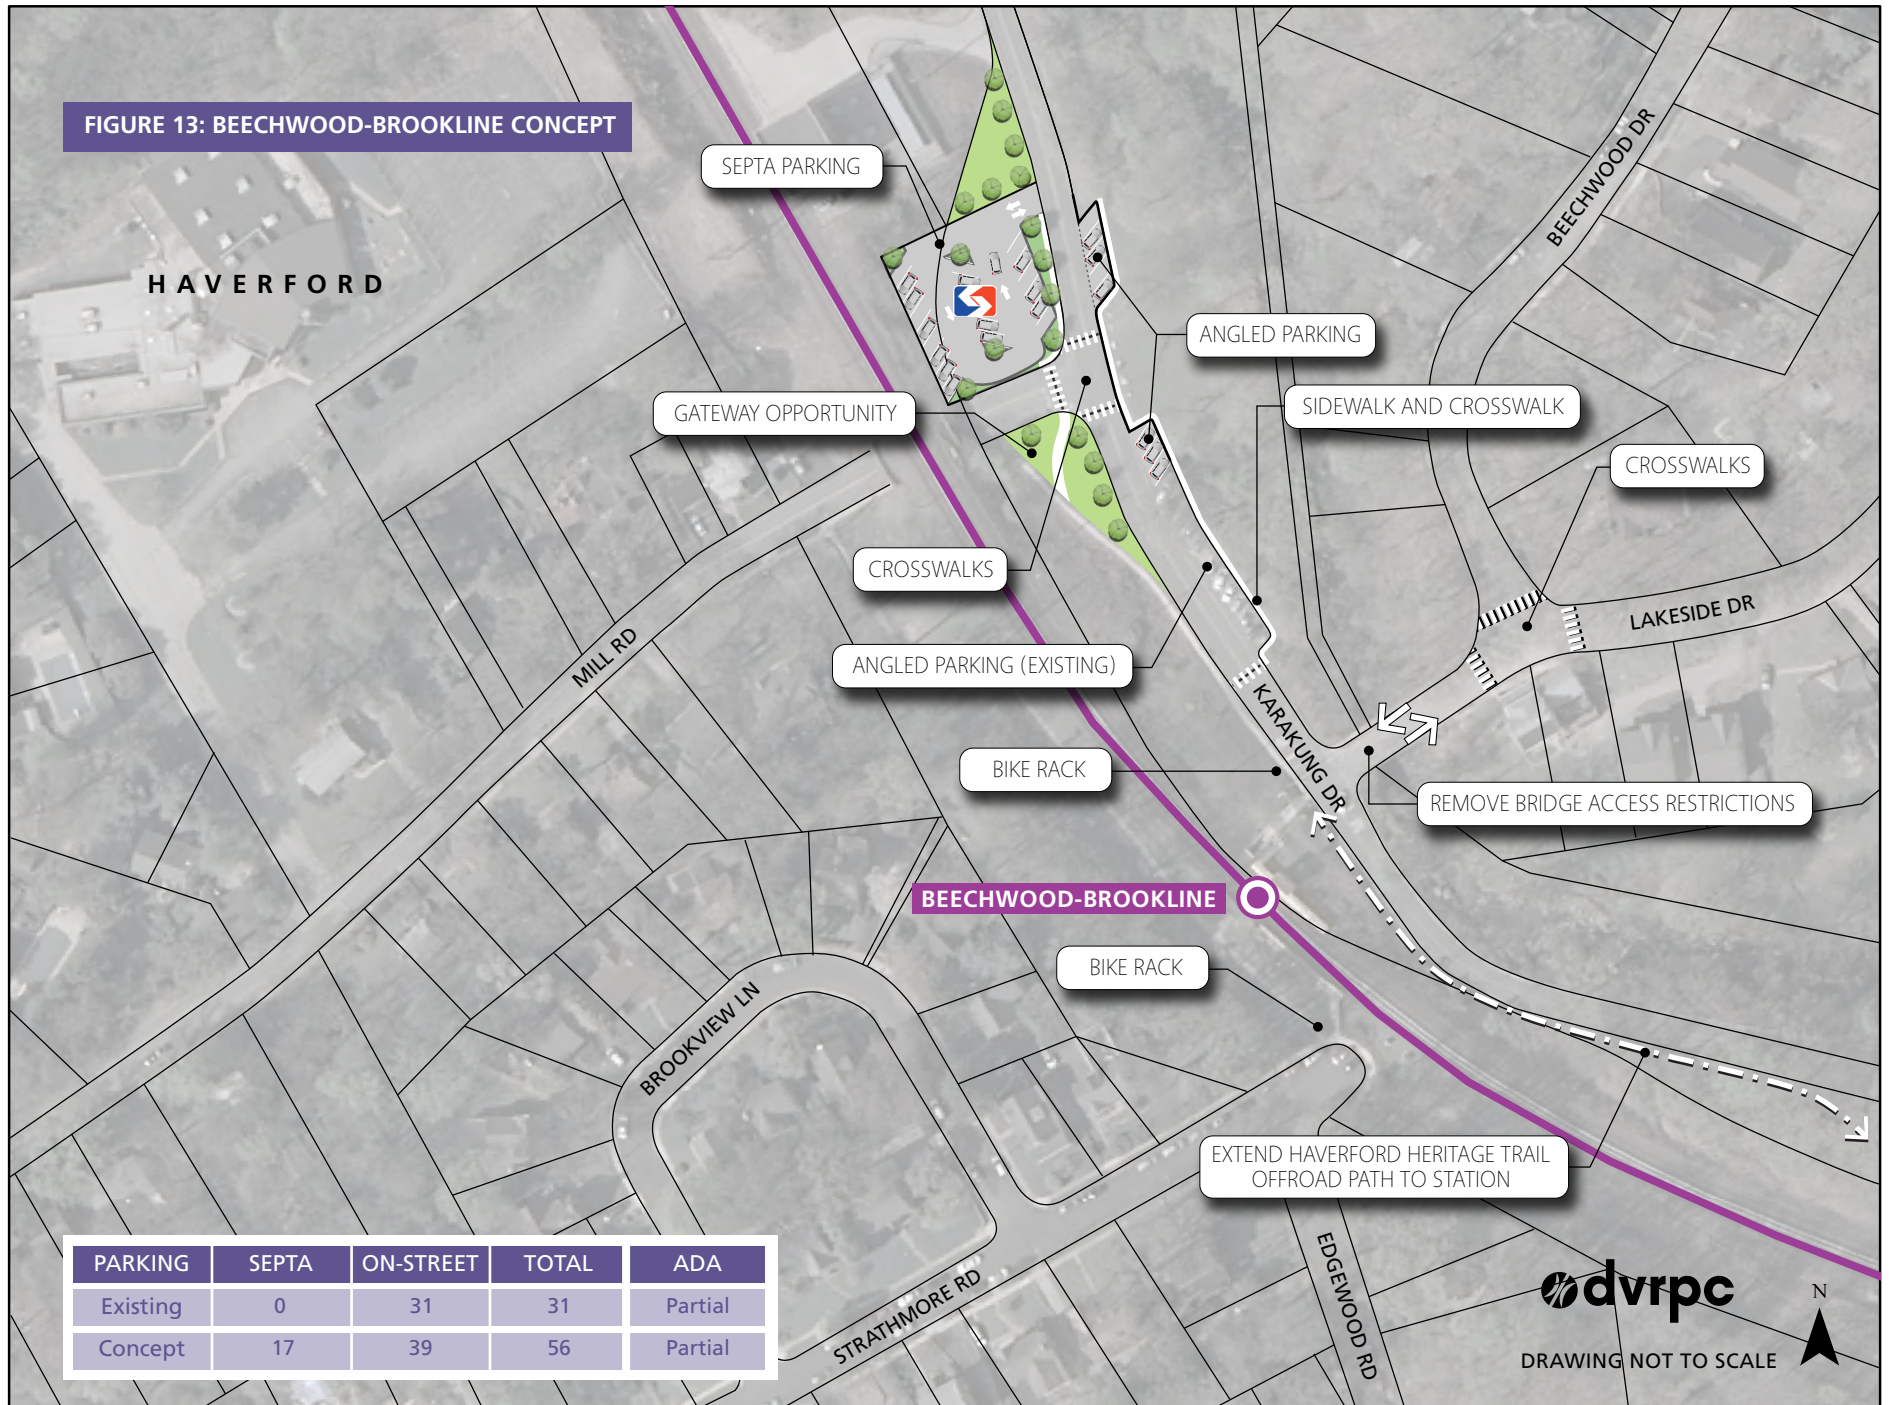 FIGURE 13: BEECHWOOD-BROOKLINE CONCEPT
SEPTA PARKING
HAVERFORD
BEECHWOOD DR
ANGLED PARKING
GATEWAY OPPORTUNITY
SIDEWALK AND CROSSWALK
CROSSWALKS
CROSSWALKS
LAKESIDE DR
MILL RD
ANGLED PARKING (EXISTING)
KARAKUNG DR
BIKE RACK
REMOVE BRIDGE ACCESS RESTRICTIONS
BEECHWOOD-BROOKLINE
BIKE RACK
BROOKVIEW LN
EXTEND HAVERFORD HERITAGE TRAIL
OFFROAD PATH TO STATION
EDGEWOOD RD
STRATHMORE RD
PARKING SEPTA ON-STREET TOTAL ADA
Existing 0 31 31 Partial
Concept 17 39 56 Partial
dvrpc
N
DRAWING NOT TO SCALE